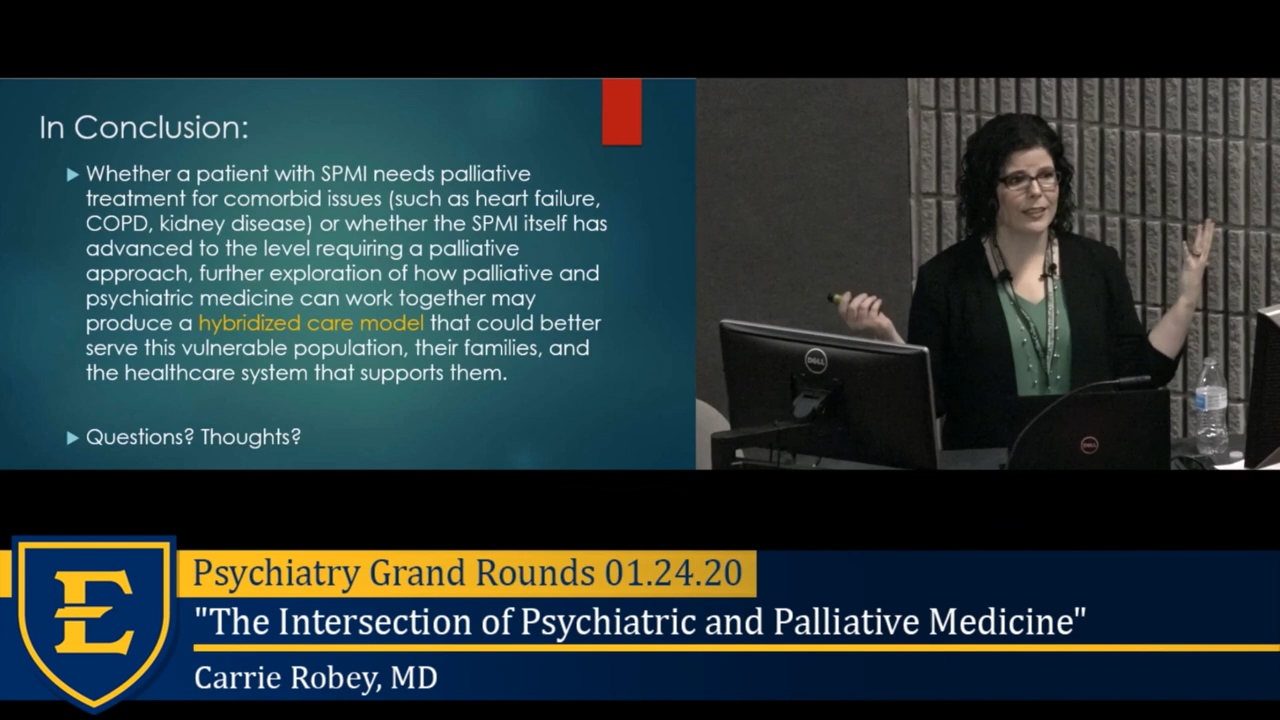 In Conclusion:
Whether a patient with SPMI needs palliative
treatment for comorbid issues (such as heart failure,
COPD, kidney disease) or whether the SPMI itself has
advanced to the level requiring a palliative
approach, further exploration of how palliative and
psychiatric medicine can work together may
produce a hybridized care model that could better
serve this vulnerable population, their families, and
the healthcare system that supports them.
Questions? Thoughts?
DELL
DELL
E
Psychiatry Grand Rounds 01.24.20
"The Intersection of Psychiatric and Palliative Medicine"
Carrie Robey, MD